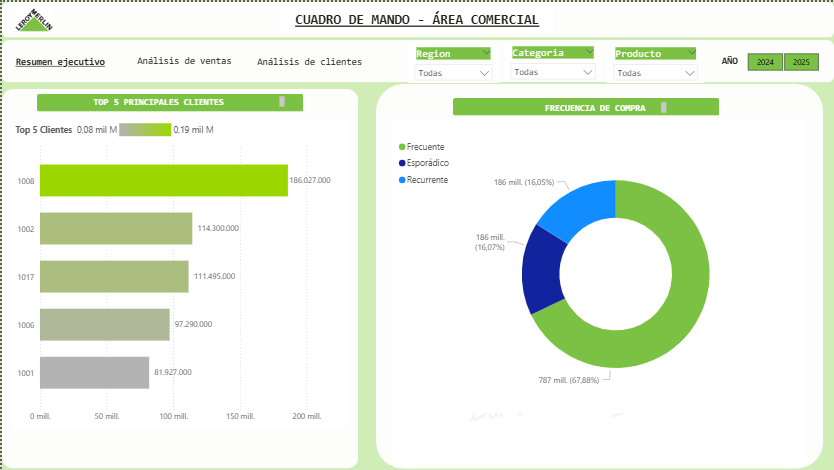 LEROY MERLIN
CUADRO DE MANDO - ÁREA COMERCIAL
Resumen ejecutivo
Análisis de ventas
Análisis de clientes
Region
Todas
Categoria
Todas
Producto
Todas
AÑO
2024
2025
TOP 5 PRINCIPALES CLIENTES
Top 5 Clientes 0,08 mil M 0,19 mil M
1008
186.027.000
1002
114.300.000
1017
111.495.000
1006
97.290.000
1001
81.927.000
0 mill.
50 mill.
100 mill.
150 mill.
200 mill.
FRECUENCIA DE COMPRA
Frecuente
Esporádico
Recurrente
186 mill. (16,05%)
186 mill.
(16,07%)
787 mill. (67,88%)